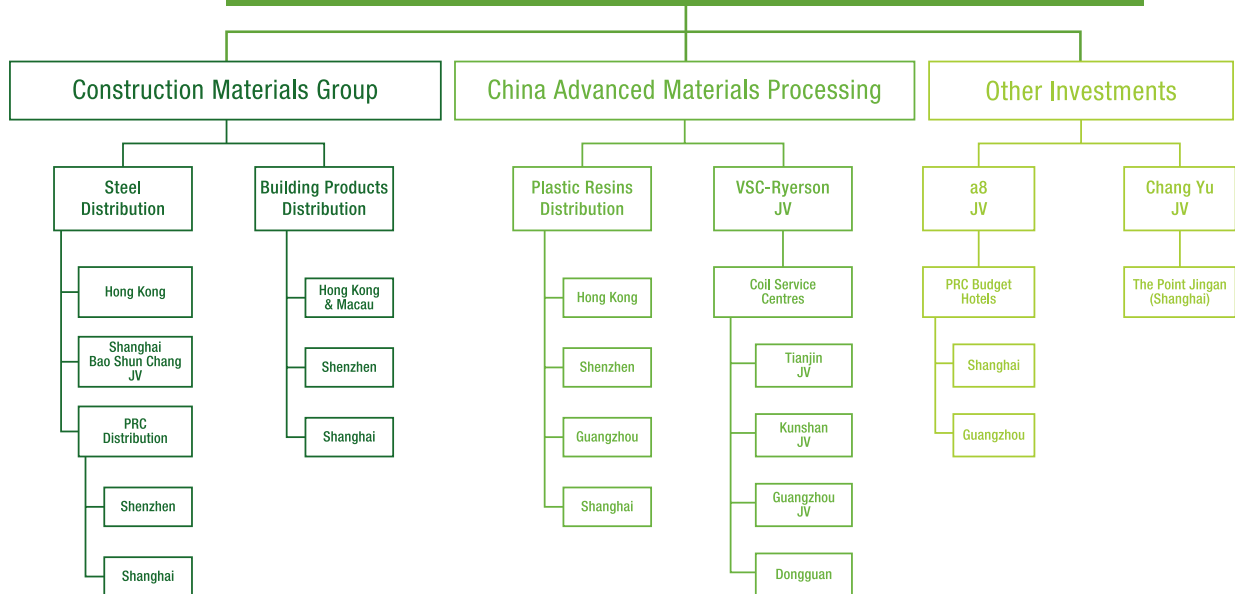 Construction Materials Group
China Advanced Materials Processing
Other Investments
Steel
Distribution
Building Products
Distribution
Plastic Resins
Distribution
VSC-Ryerson
JV
a8
JV
Chang Yu
JV
Hong Kong
Shanghai
Bao Shun Chang
JV
PRC
Distribution
Shenzhen
Shanghai
Hong Kong
& Macau
Shenzhen
Shanghai
Hong Kong
Shenzhen
Guangzhou
Shanghai
Coil Service
Centres
Tianjin
JV
Kunshan
JV
Guangzhou
JV
Dongguan
PRC Budget
Hotels
Shanghai
Guangzhou
The Point Jingan
(Shanghai)